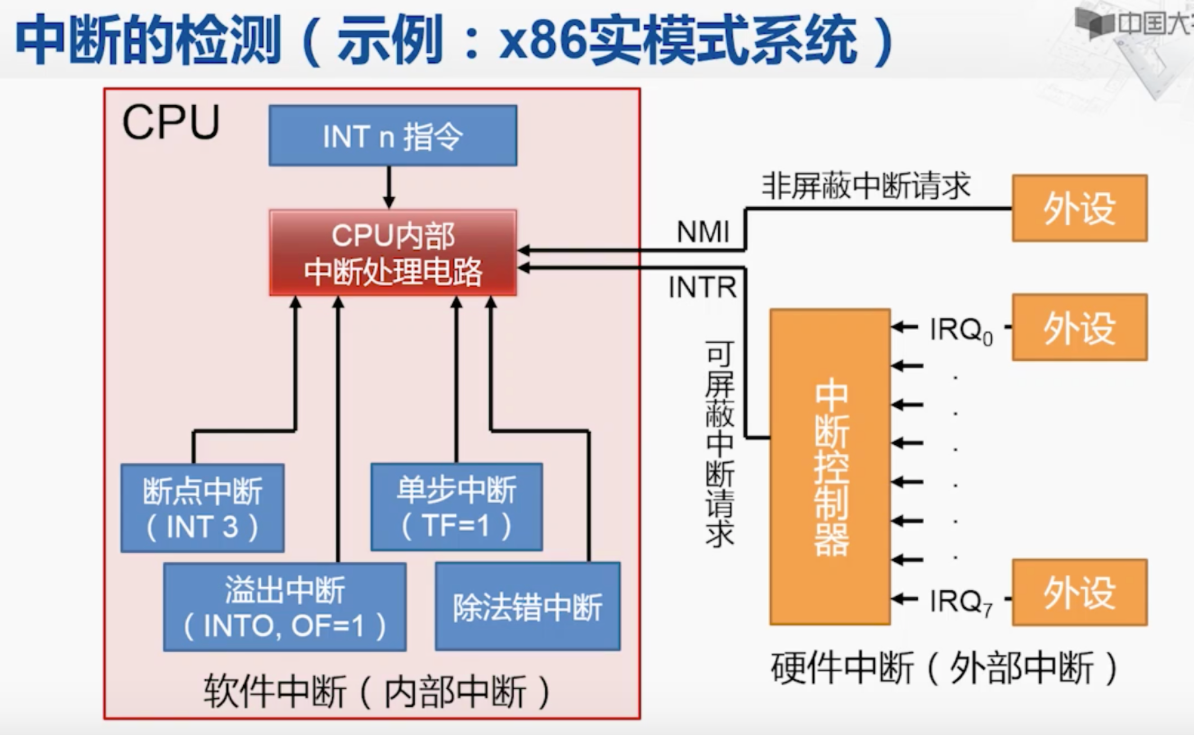 中断的检测（示例：x86实模式系统）
中国大
CPU
INT n 指令
CPU内部
中断处理电路
断点中断
（INT 3）
溢出中断
（INTO, OF=1）
单步中断
（TF=1）
除法错中断
软件中断（内部中断）
非屏蔽中断请求
NMI
INTR
可屏蔽中断请求
中断控制器
外设
IRQ0
外设
IRQ7
外设
硬件中断（外部中断）